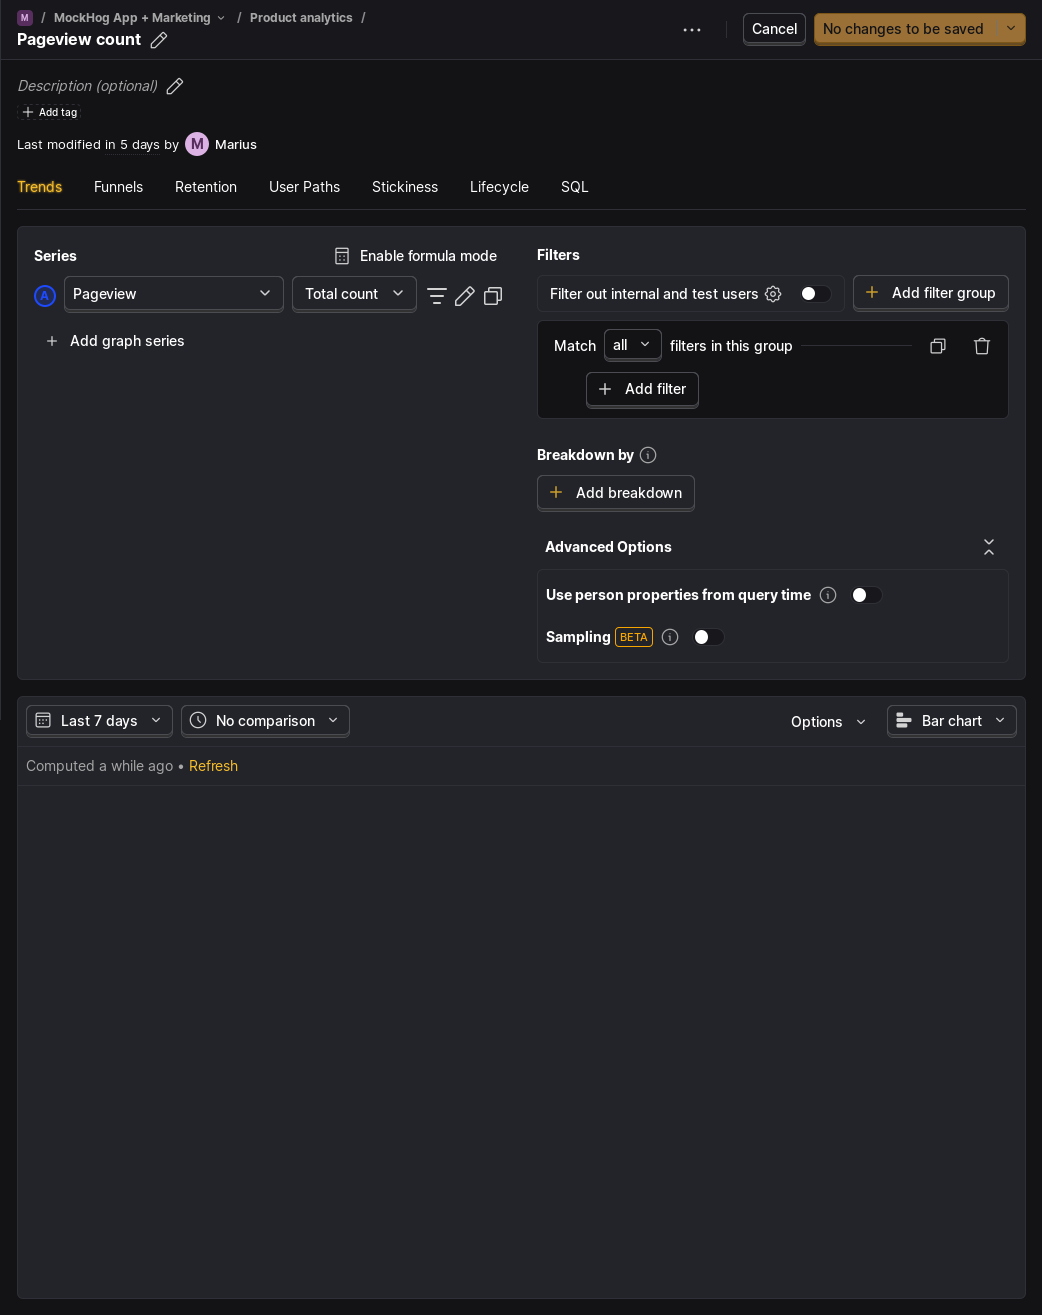 M / MockHog App + Marketing / Product analytics /
Pageview count
Cancel
No changes to be saved
Description (optional)
Add tag
Last modified in 5 days by M Marius
Trends Funnels Retention User Paths Stickiness Lifecycle SQL
Series
Enable formula mode
A Pageview Total count
Add graph series
Filters
Filter out internal and test users
Add filter group
Match all filters in this group
Add filter
Breakdown by
Add breakdown
Advanced Options
Use person properties from query time
Sampling BETA
Last 7 days No comparison Options Bar chart
Computed a while ago • Refresh